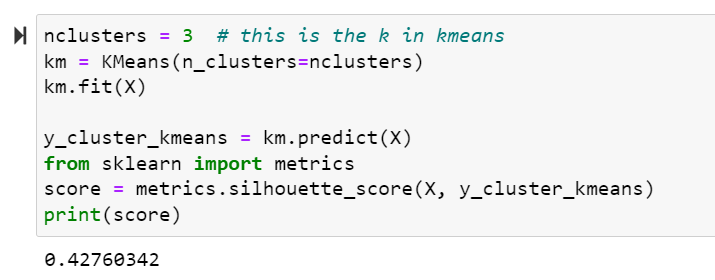 nclusters = 3  # this is the k in kmeans
km = KMeans(n_clusters=nclusters)
km.fit(X)
y_cluster_kmeans = km.predict(X)
from sklearn import metrics
score = metrics.silhouette_score(X, y_cluster_kmeans)
print(score)
0.42760342